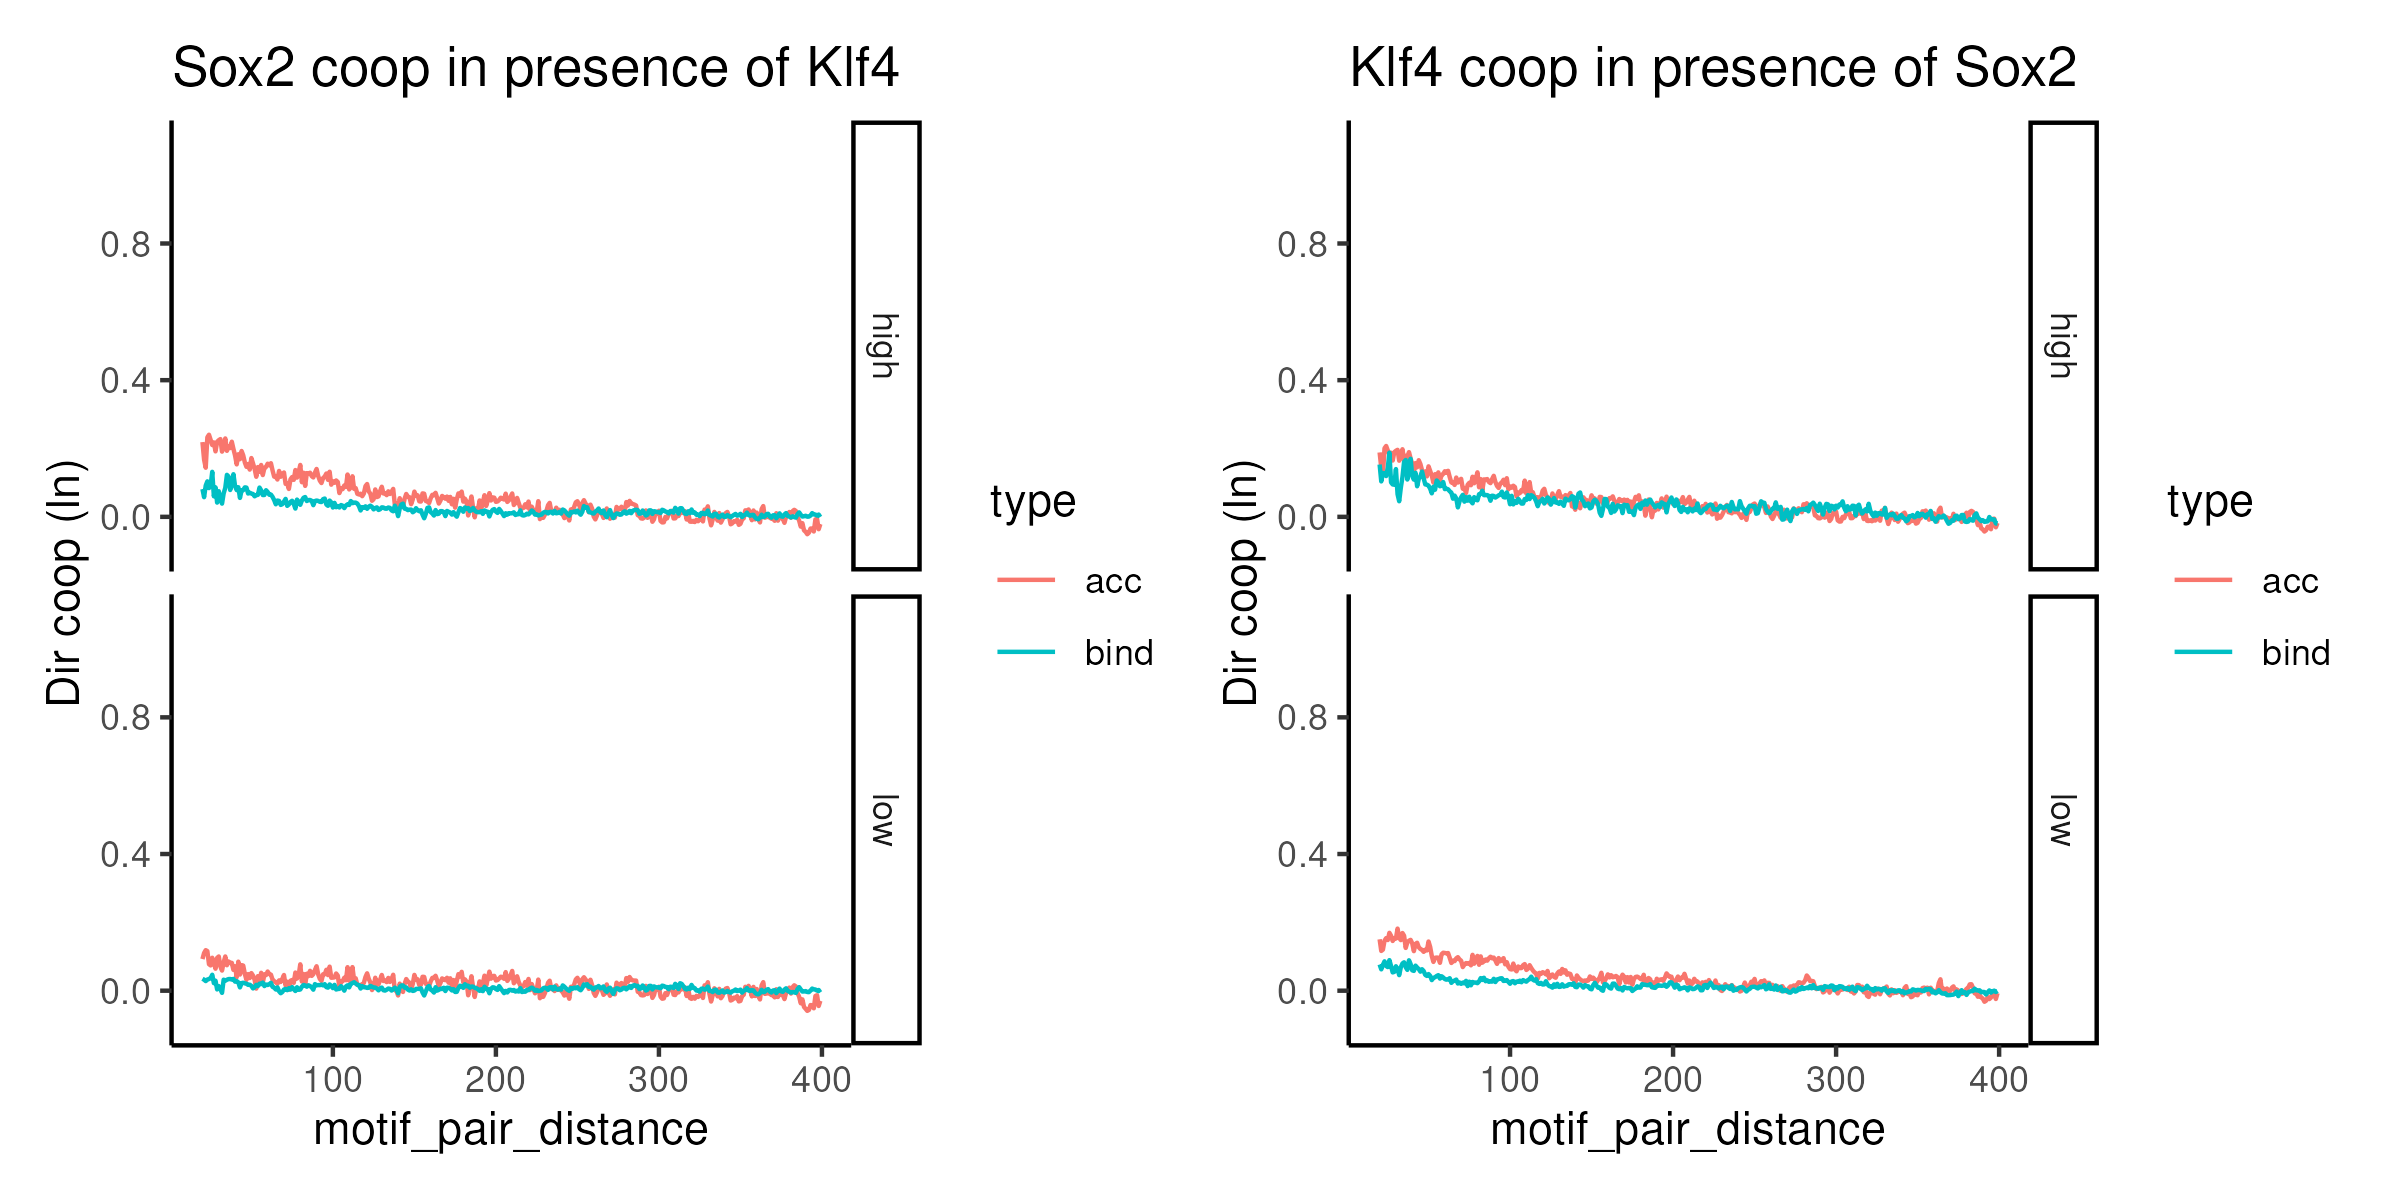 Sox2 coop in presence of Klf4
Dir coop (ln)
0.8
0.4
0.0
high
0.8
0.4
0.0
low
100 200 300 400
motif_pair_distance
type
acc
bind
Klf4 coop in presence of Sox2
Dir coop (ln)
0.8
0.4
0.0
high
0.8
0.4
0.0
low
100 200 300 400
motif_pair_distance
type
acc
bind